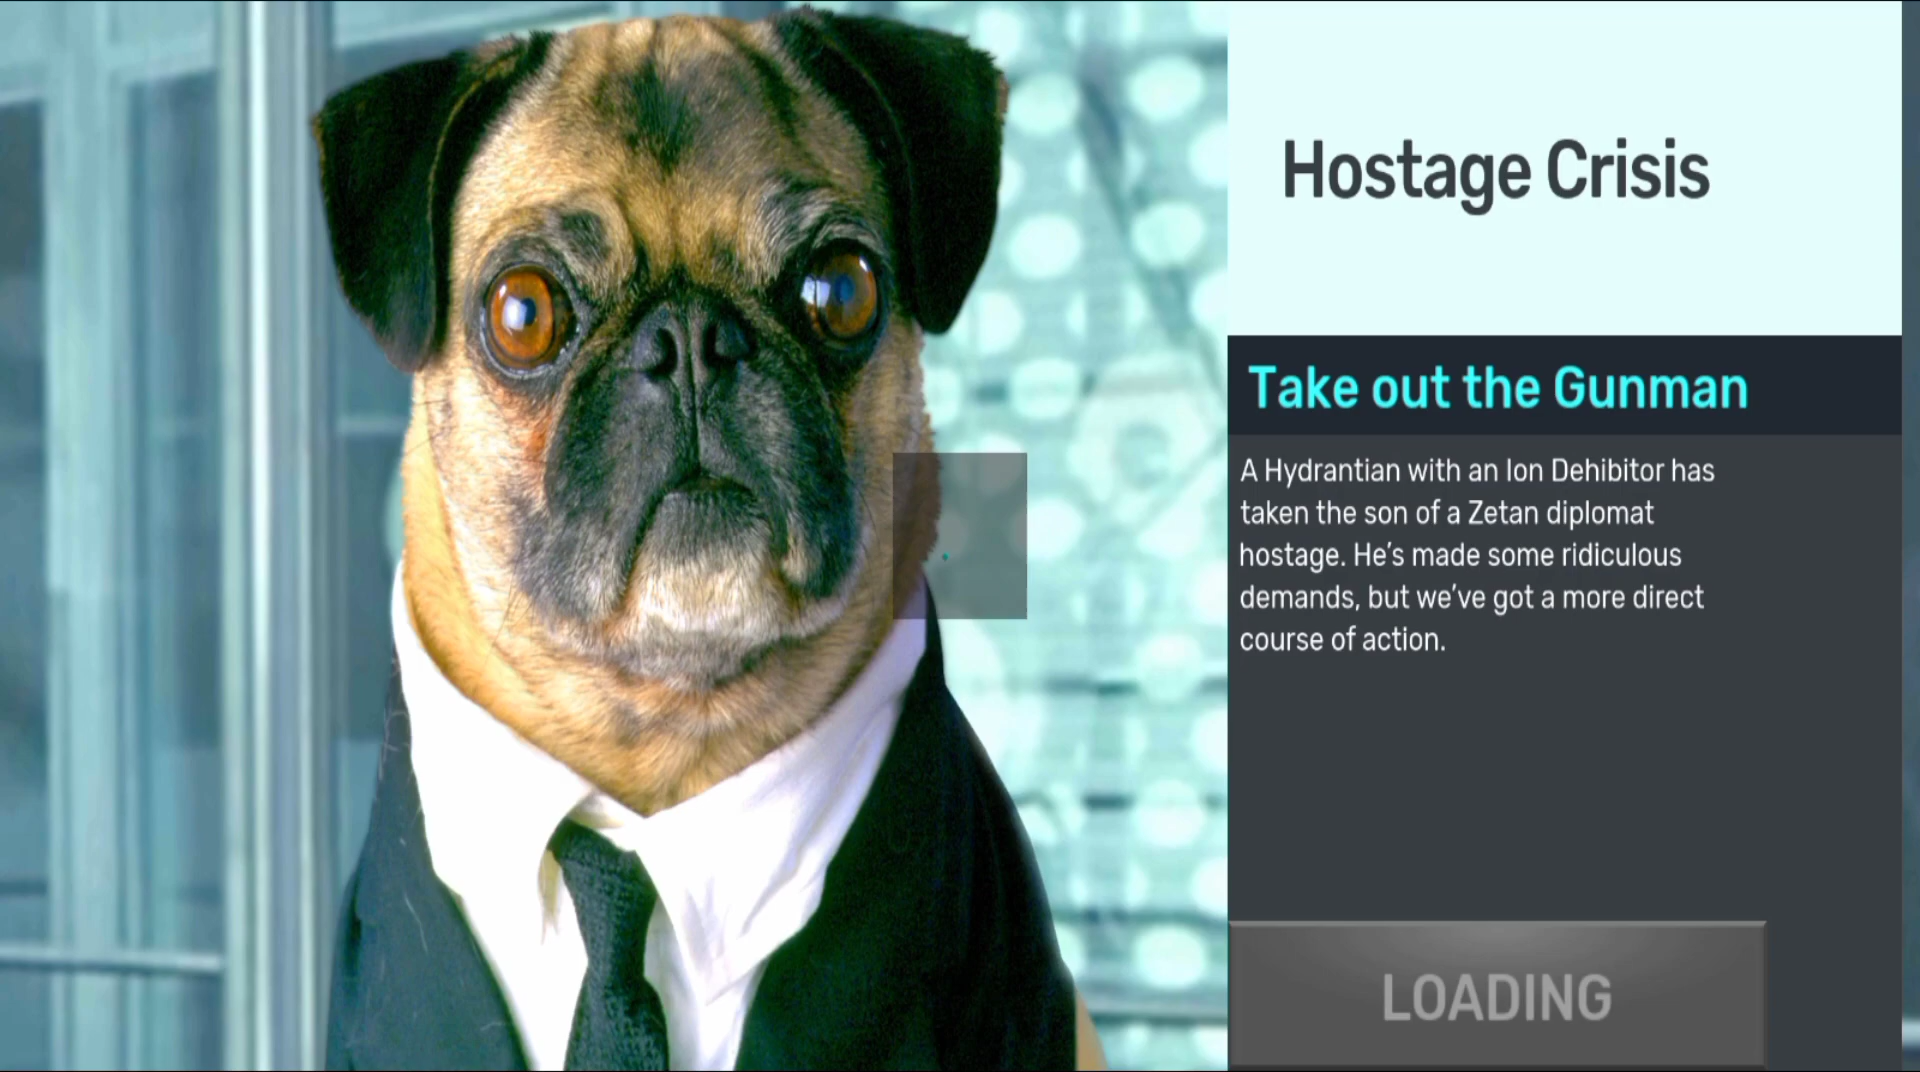 Hostage Crisis
Take out the Gunman
A Hydrantian with an Ion Dehibitor has
taken the son of a Zetan diplomat
hostage. He’s made some ridiculous
demands, but we’ve got a more direct
course of action.
LOADING